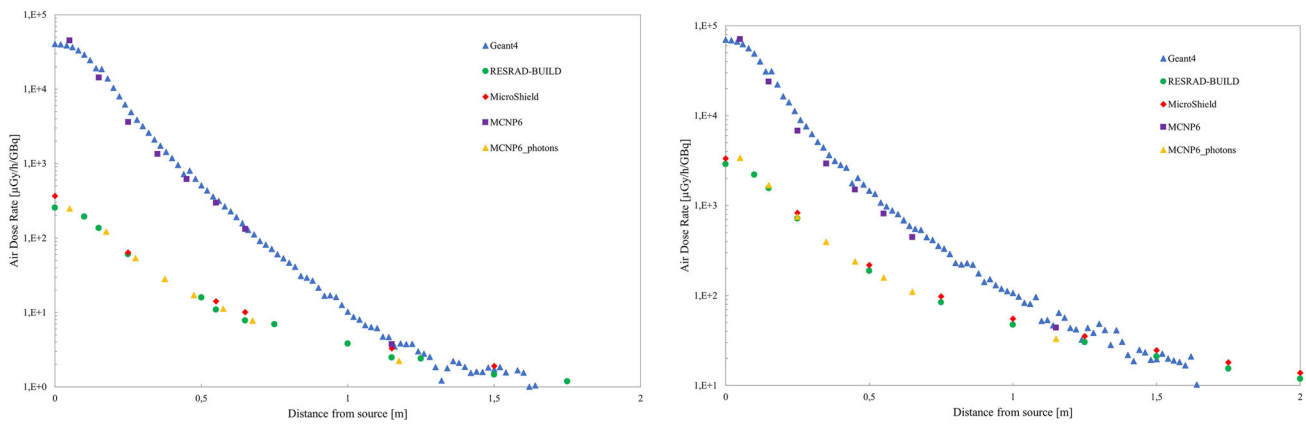 1,E+5
1,E+4
1,E+3
1,E+2
1,E+1
1,E+0
Air Dose Rate [µGy/h/GBq]
0
0,5
1
1,5
2
Distance from source [m]
Geant4
RESRAD-BUILD
MicroShield
MCNP6
MCNP6_photons
1,E+5
1,E+4
1,E+3
1,E+2
1,E+1
Air Dose Rate [µGy/h/GBq]
0
0,5
1
1,5
2
Distance from source [m]
Geant4
RESRAD-BUILD
MicroShield
MCNP6
MCNP6_photons